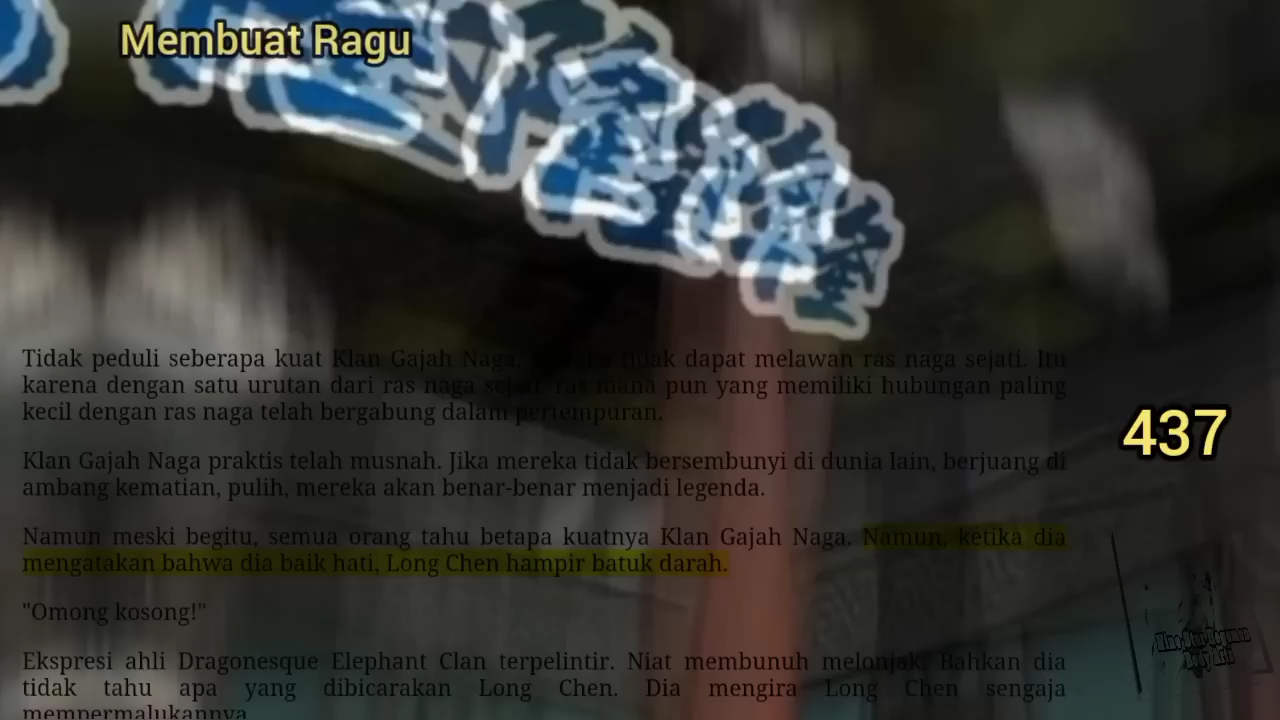 Membuat Ragu
Tidak peduli seberapa kuat Klan Gajah Naga, mereka tidak dapat melawan ras naga sejati. Itu
karena dengan satu urutan dari ras naga sejati, ras mana pun yang memiliki hubungan paling
kecil dengan ras naga telah bergabung dalam pertempuran.
437
Klan Gajah Naga praktis telah musnah. Jika mereka tidak bersembunyi di dunia lain, berjuang di
ambang kematian, pulih, mereka akan benar-benar menjadi legenda.
Namun meski begitu, semua orang tahu betapa kuatnya Klan Gajah Naga. Namun, ketika dia
mengatakan bahwa dia baik hati, Long Chen hampir batuk darah.
"Omong kosong!"
Ekspresi ahli Dragonesque Elephant Clan terpelintir. Niat membunuh melonjak. Bahkan dia
tidak tahu apa yang dibicarakan Long Chen. Dia mengira Long Chen sengaja
mempermalukannya.